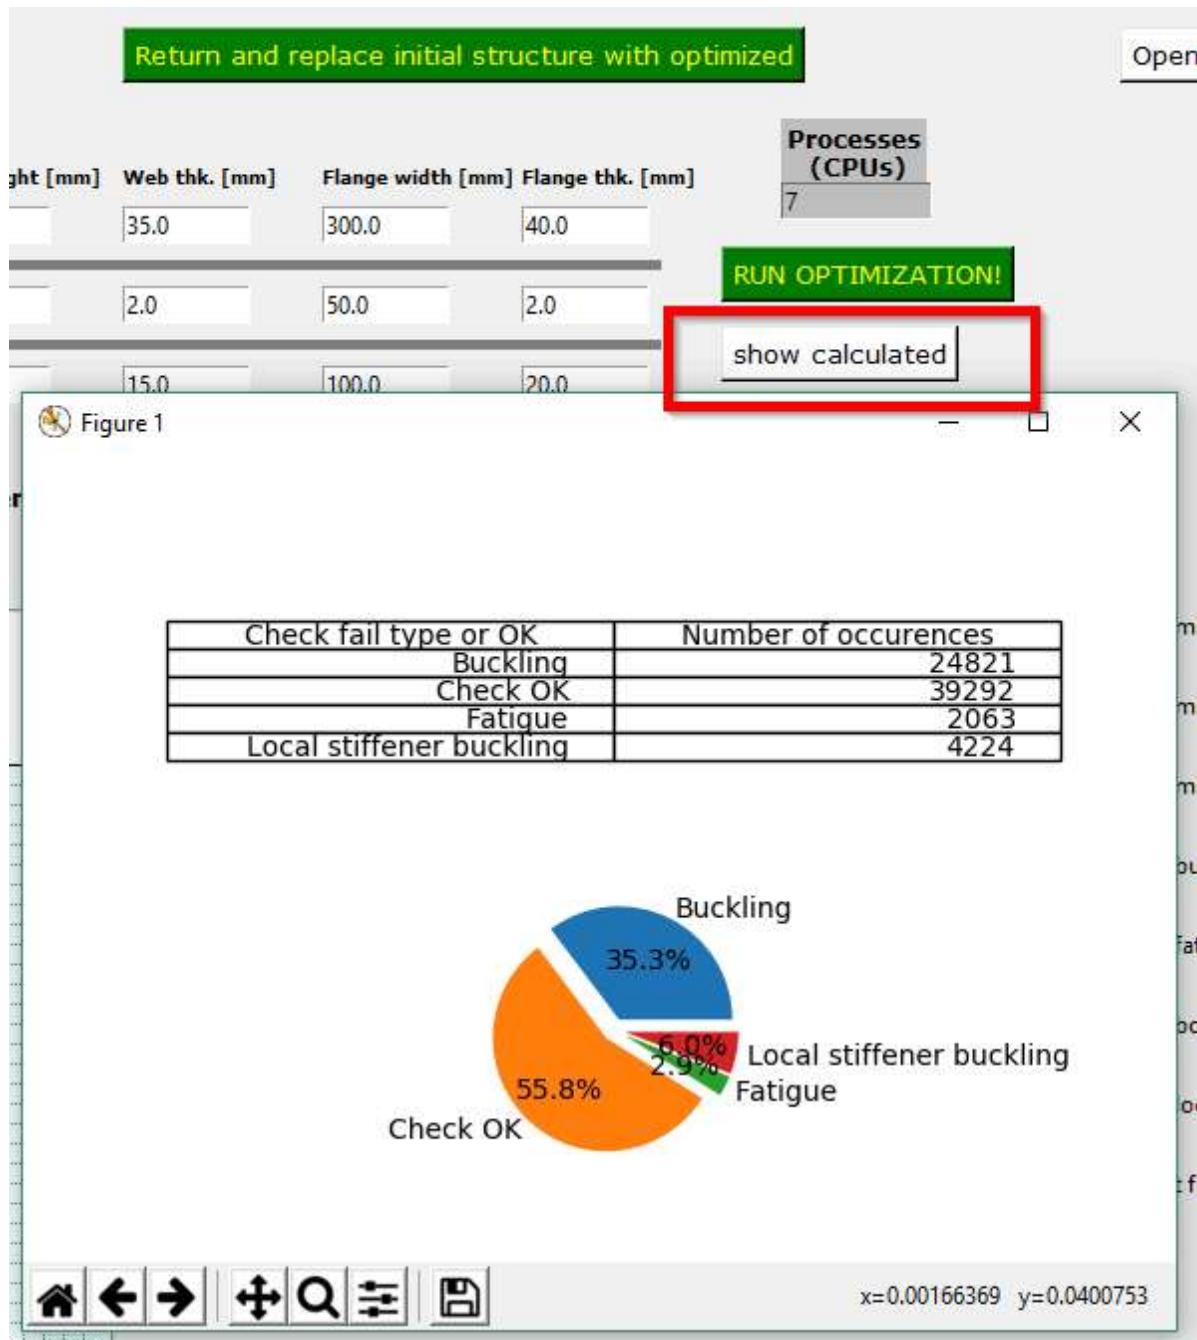 Return and replace initial structure with optimized
Open
Processes
(CPUs)
ght [mm] Web thk. [mm] Flange width [mm] Flange thk. [mm]
7
35.0 300.0 40.0
RUN OPTIMIZATION!
2.0 50.0 2.0
show calculated
15.0 100.0 20.0
Figure 1
Check fail type or OK Number of occurences
Buckling 24821
Check OK 39292
Fatigue 2063
Local stiffener buckling 4224
Buckling
35.3%
6.0%
Local stiffener buckling
2.9%
Fatigue
55.8%
Check OK
x=0.00166369 y=0.0400753